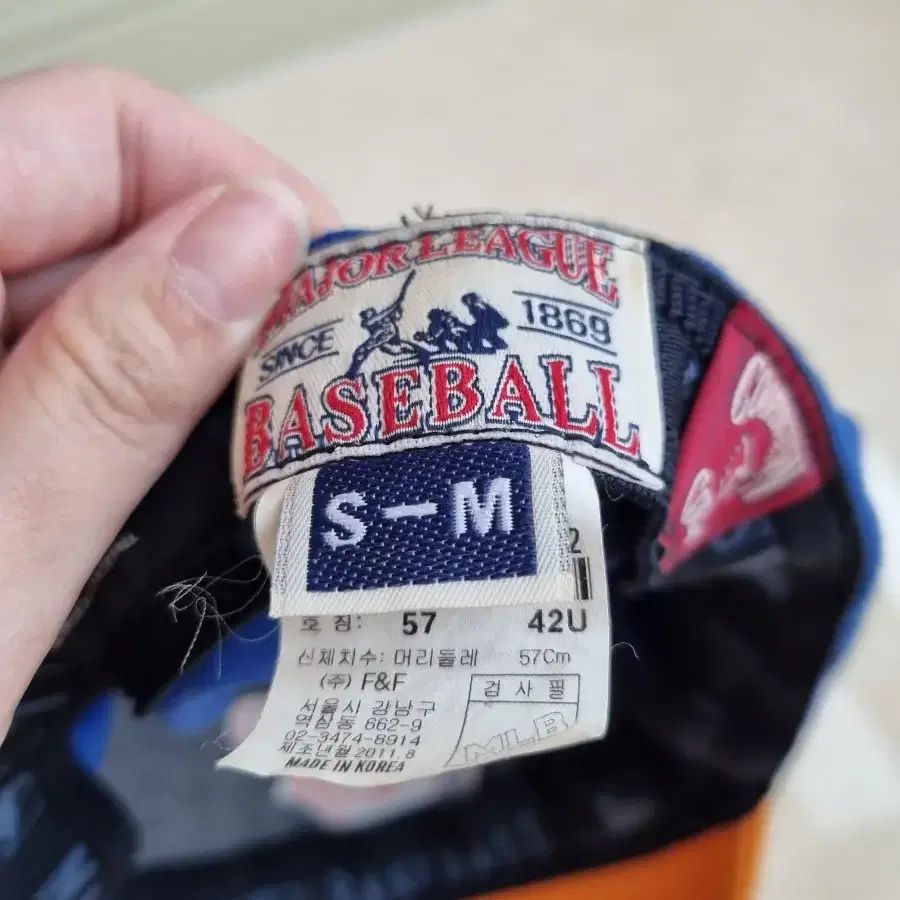 MAJOR LEAGUE
SINCE 1869
BASEBALL
S-M
2
호 칭: 57 42U
신체치수: 머리둘레 57Cm
(주) F&F
검 사 필
서울시 강남구
역삼동 662-9
MLB
02-3474-8914
제조년월 2011.8
MADE IN KOREA